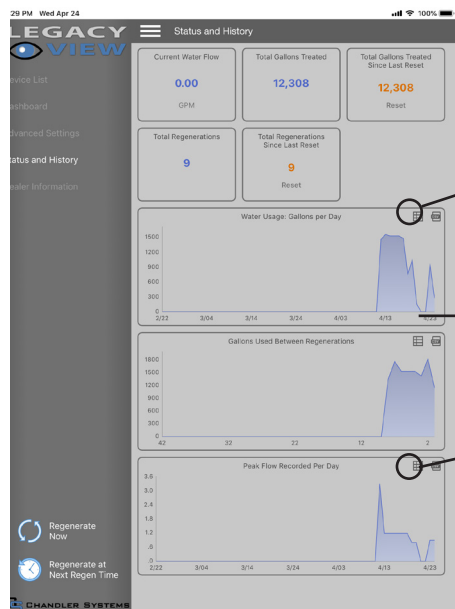 29 PM Wed Apr 24
100%
LEGACY
VIEW
evice List
ashboard
dvanced Settings
tatus and History
ealer Information
Regenerate
Now
Regenerate at
Next Regen Time
CHANDLER SYSTEMS
Status and History
Current Water Flow
0.00
GPM
Total Gallons Treated
12,308
Total Gallons Treated
Since Last Reset
12,308
Reset
Total Regenerations
9
Total Regenerations
Since Last Reset
9
Reset
Water Usage: Gallons per Day
1500
1200
900
600
300
0
2/22 3/04 3/14 3/24 4/03 4/13 4/23
Gallons Used Between Regenerations
1800
1500
1200
900
600
300
0
42 32 22 12 2
Peak Flow Recorded Per Day
3.6
3.0
2.4
1.8
1.2
.6
.0
2/22 3/04 3/14 3/24 4/03 4/13 4/23